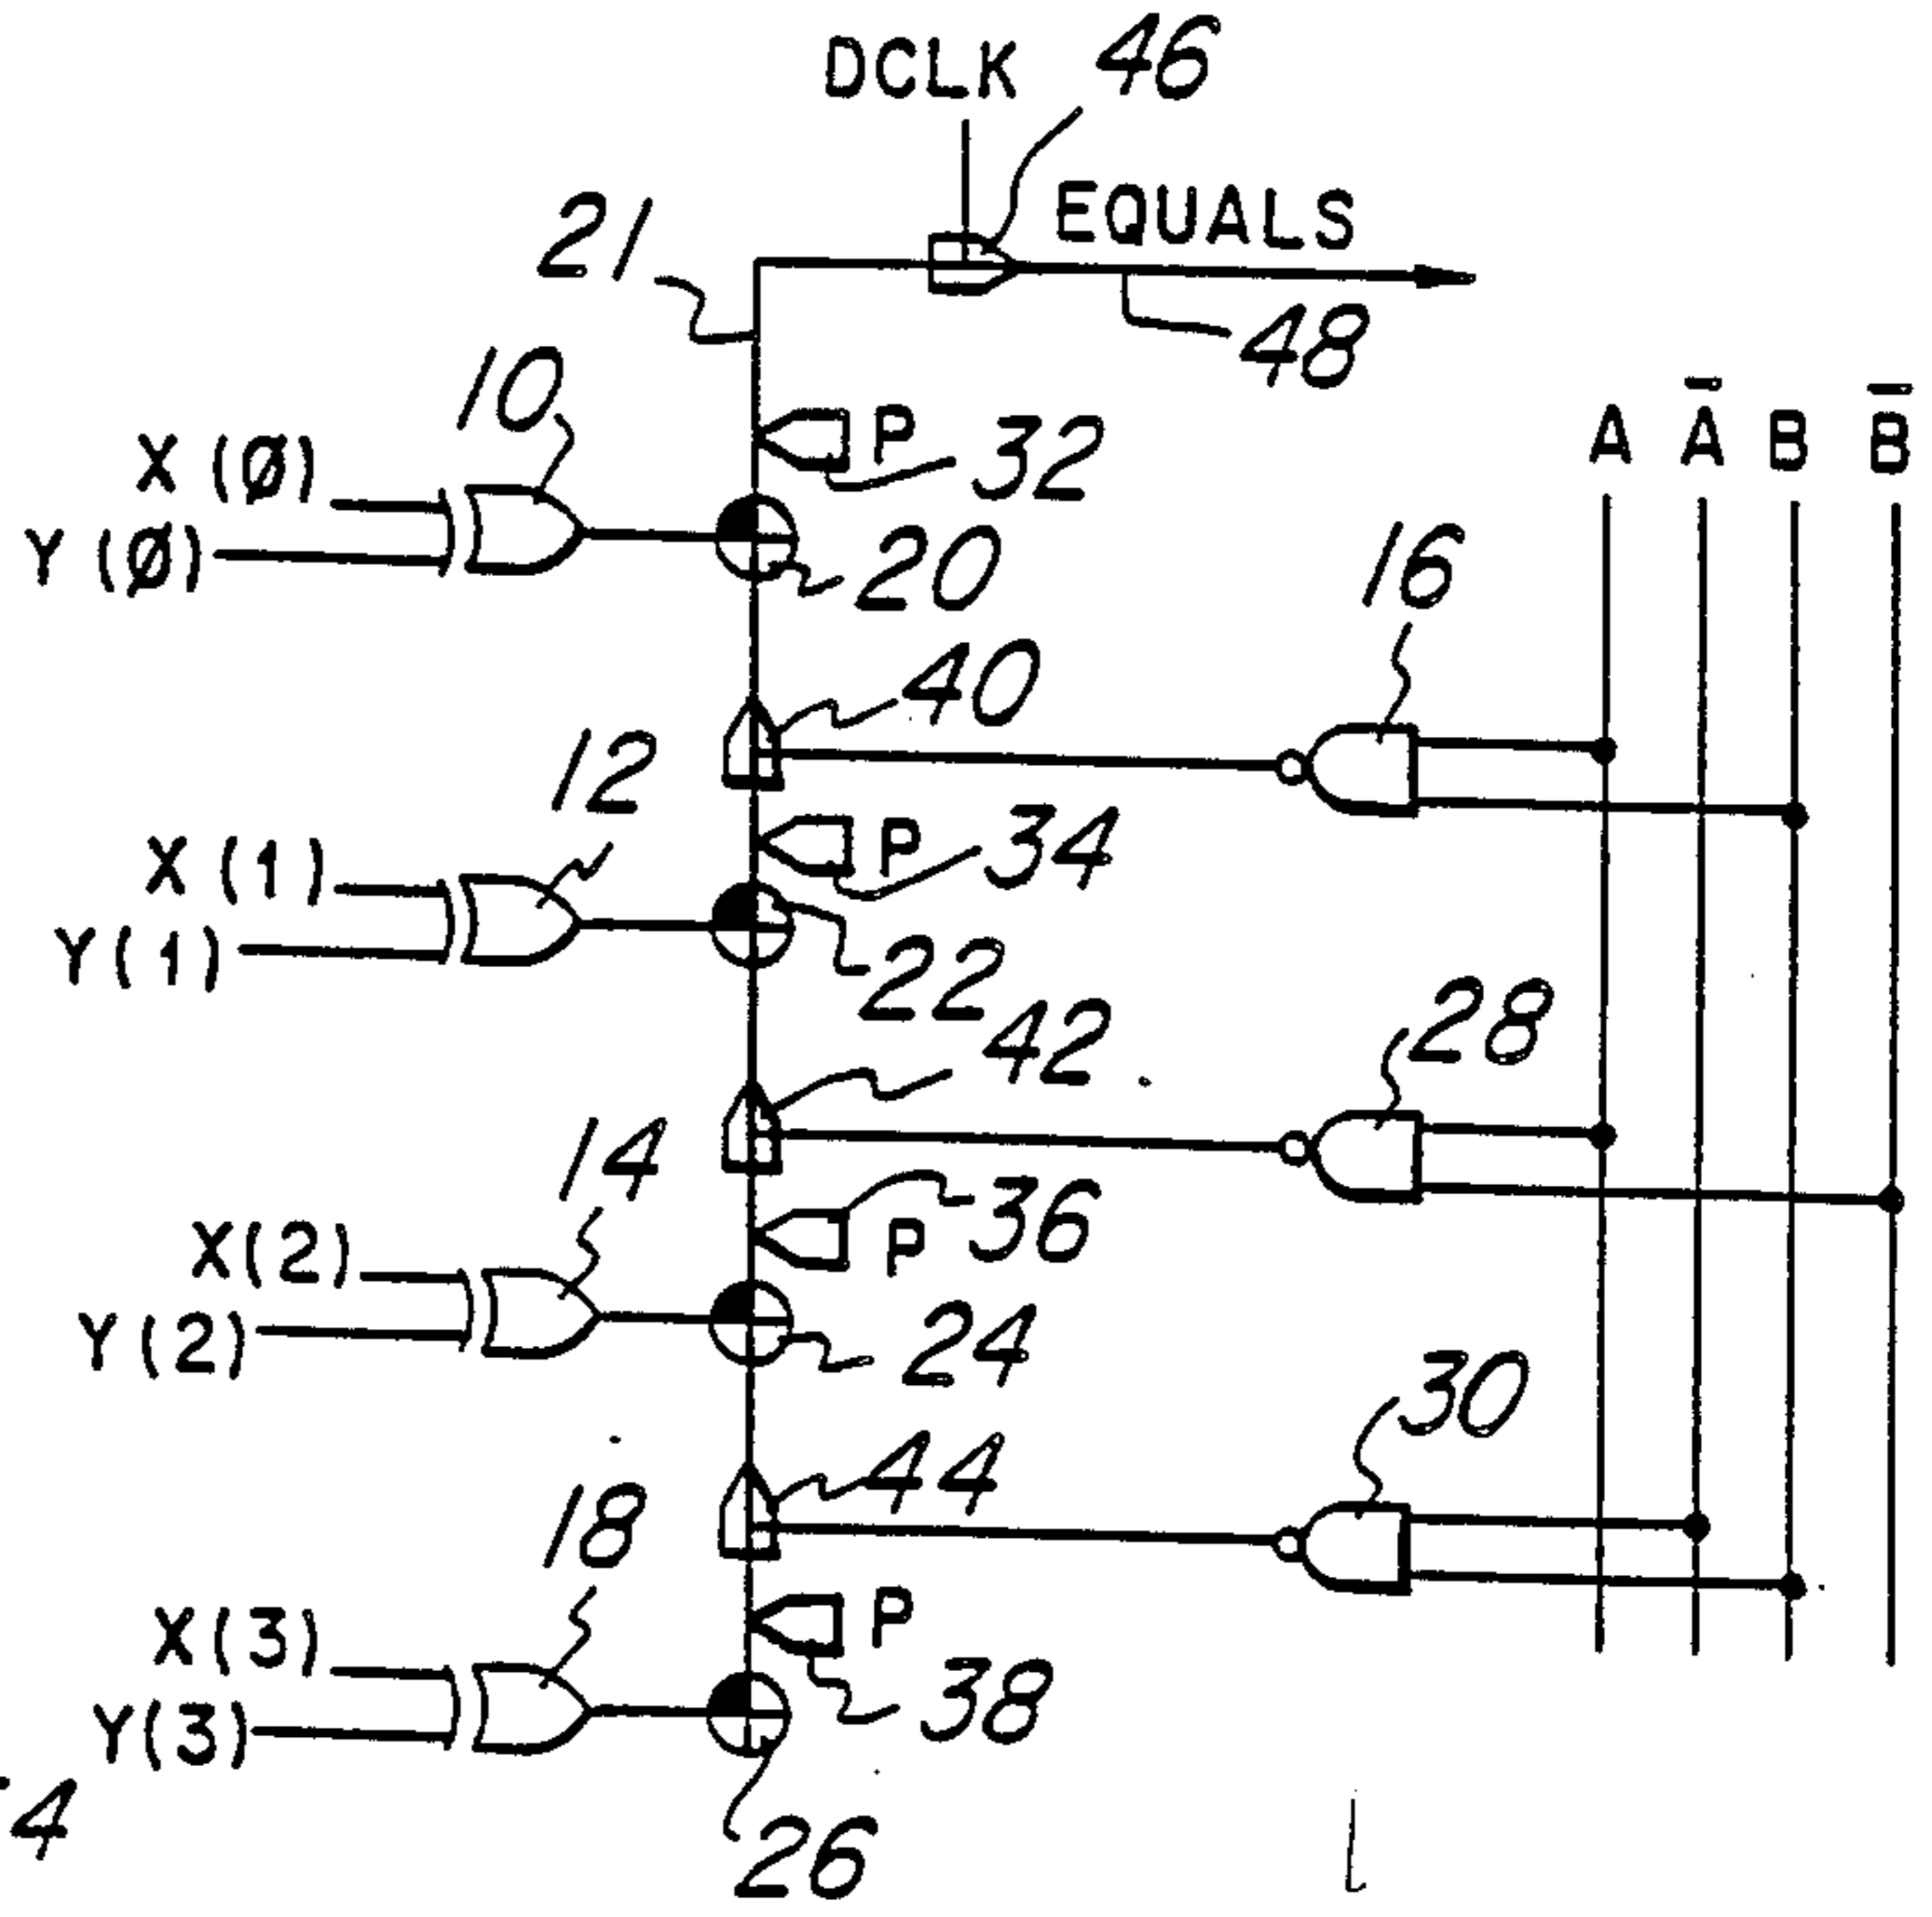 DCLK 46
21
EQUALS
48
10
A Ā B B̄
X (Ø)
P 32
Y (Ø)
20
16
40
12
P 34
X (1)
Y (1)
22
28
42
14
36
P
X(2)
Y (2)
24
30
44
18
P
X(3)
38
Y(3)
4
26